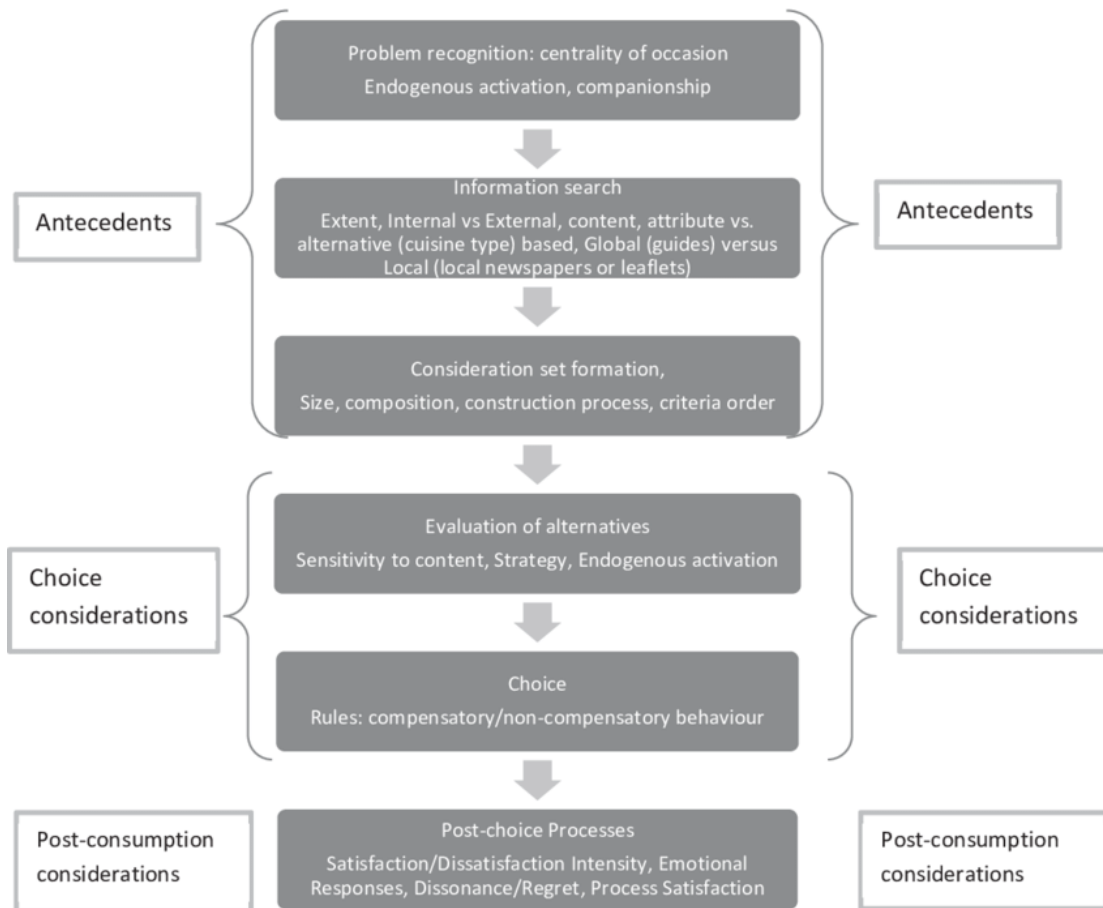 Problem recognition: centrality of occasion
Endogenous activation, companionship
Antecedents
Information search
Extent, Internal vs External, content, attribute vs.
alternative (cuisine type) based, Global (guides) versus
Local (local newspapers or leaflets)
Antecedents
Consideration set formation,
Size, composition, construction process, criteria order
Choice
considerations
Evaluation of alternatives
Sensitivity to content, Strategy, Endogenous activation
Choice
considerations
Choice
Rules: compensatory/non-compensatory behaviour
Post-consumption
considerations
Post-choice Processes
Satisfaction/Dissatisfaction Intensity, Emotional
Responses, Dissonance/Regret, Process Satisfaction
Post-consumption
considerations